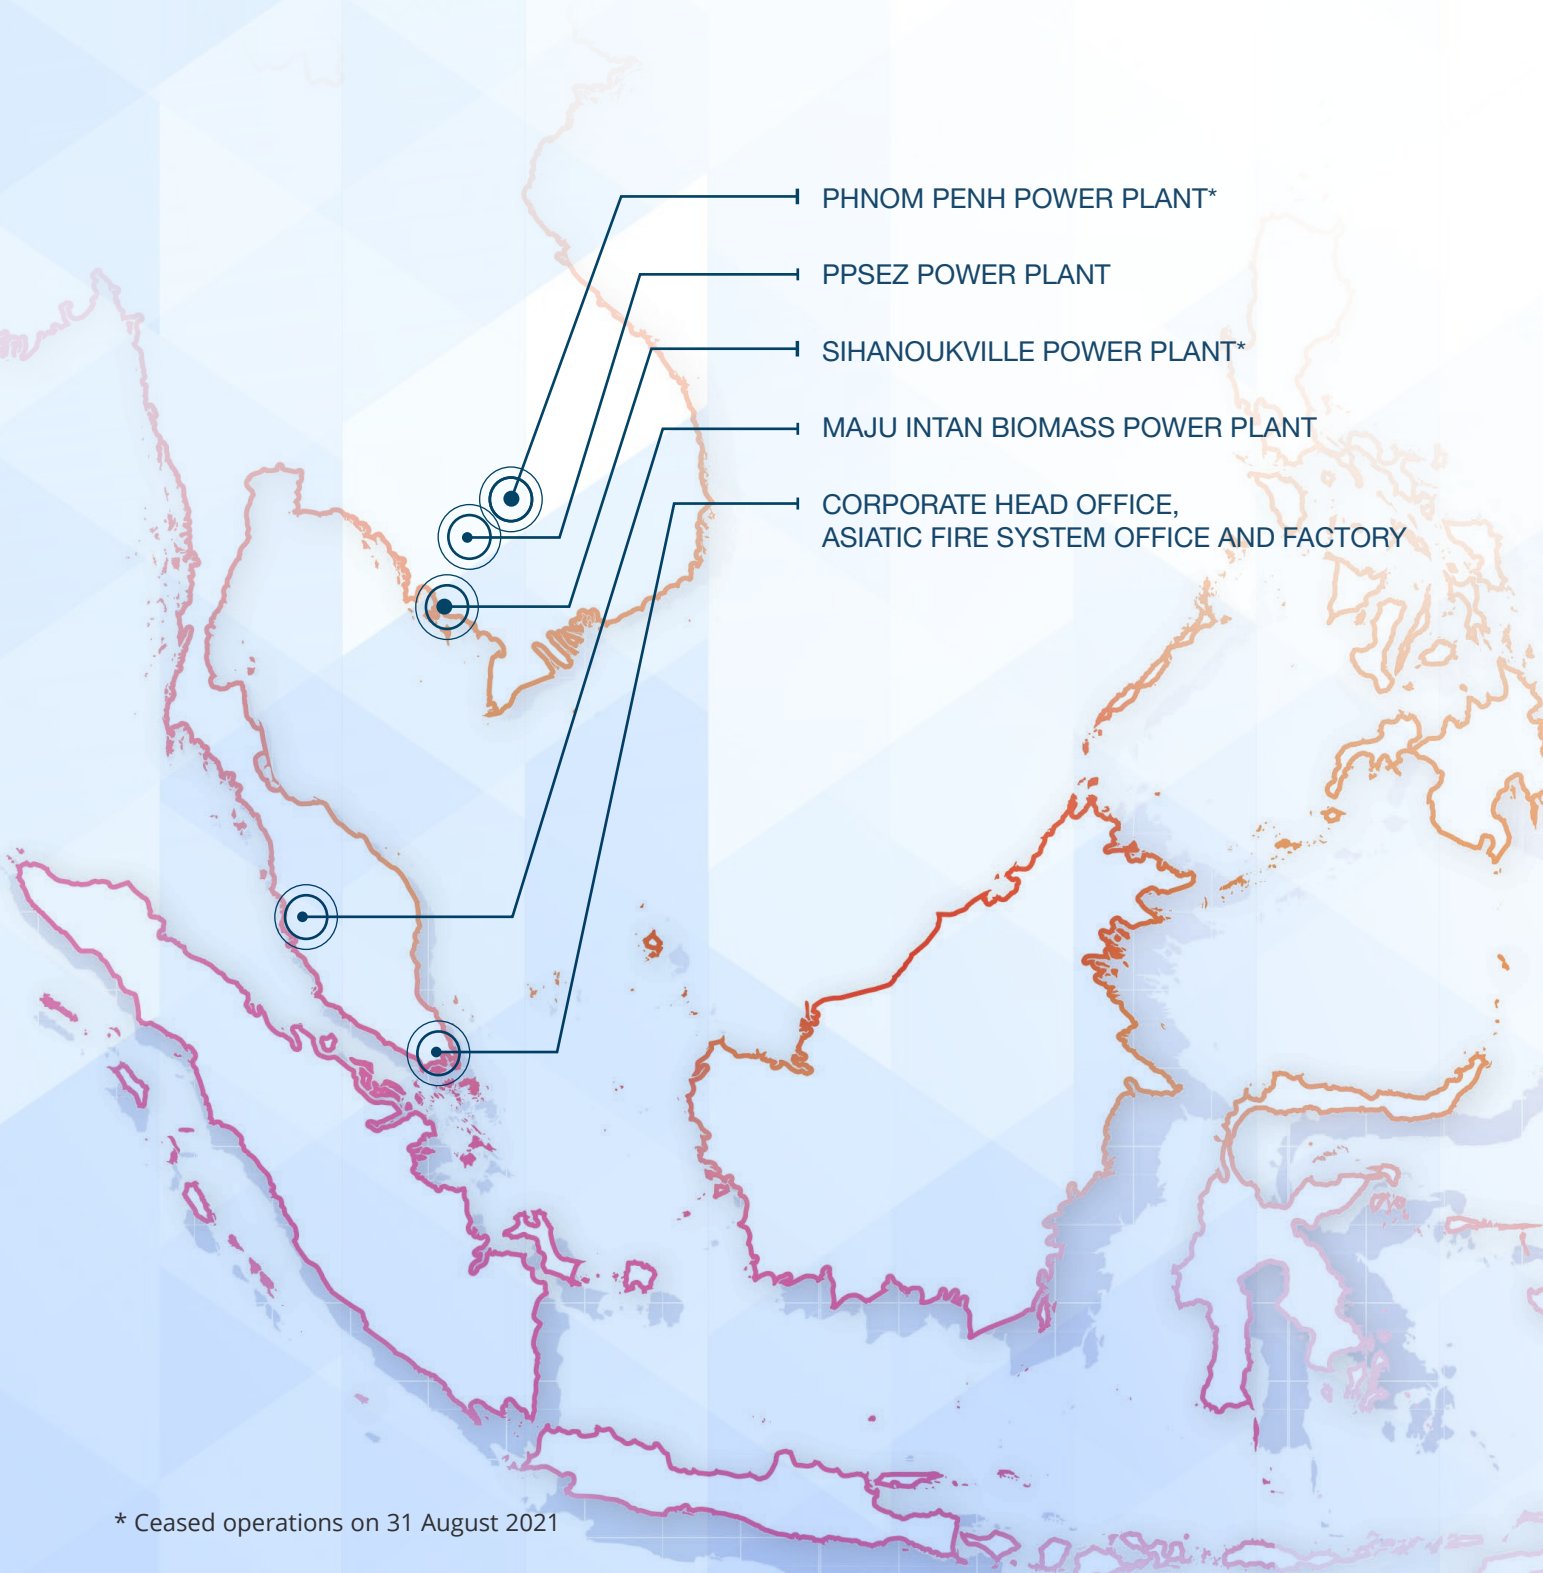 PHNOM PENH POWER PLANT*
PPSEZ POWER PLANT
SIHANOUKVILLE POWER PLANT*
MAJU INTAN BIOMASS POWER PLANT
CORPORATE HEAD OFFICE,
ASIATIC FIRE SYSTEM OFFICE AND FACTORY
* Ceased operations on 31 August 2021